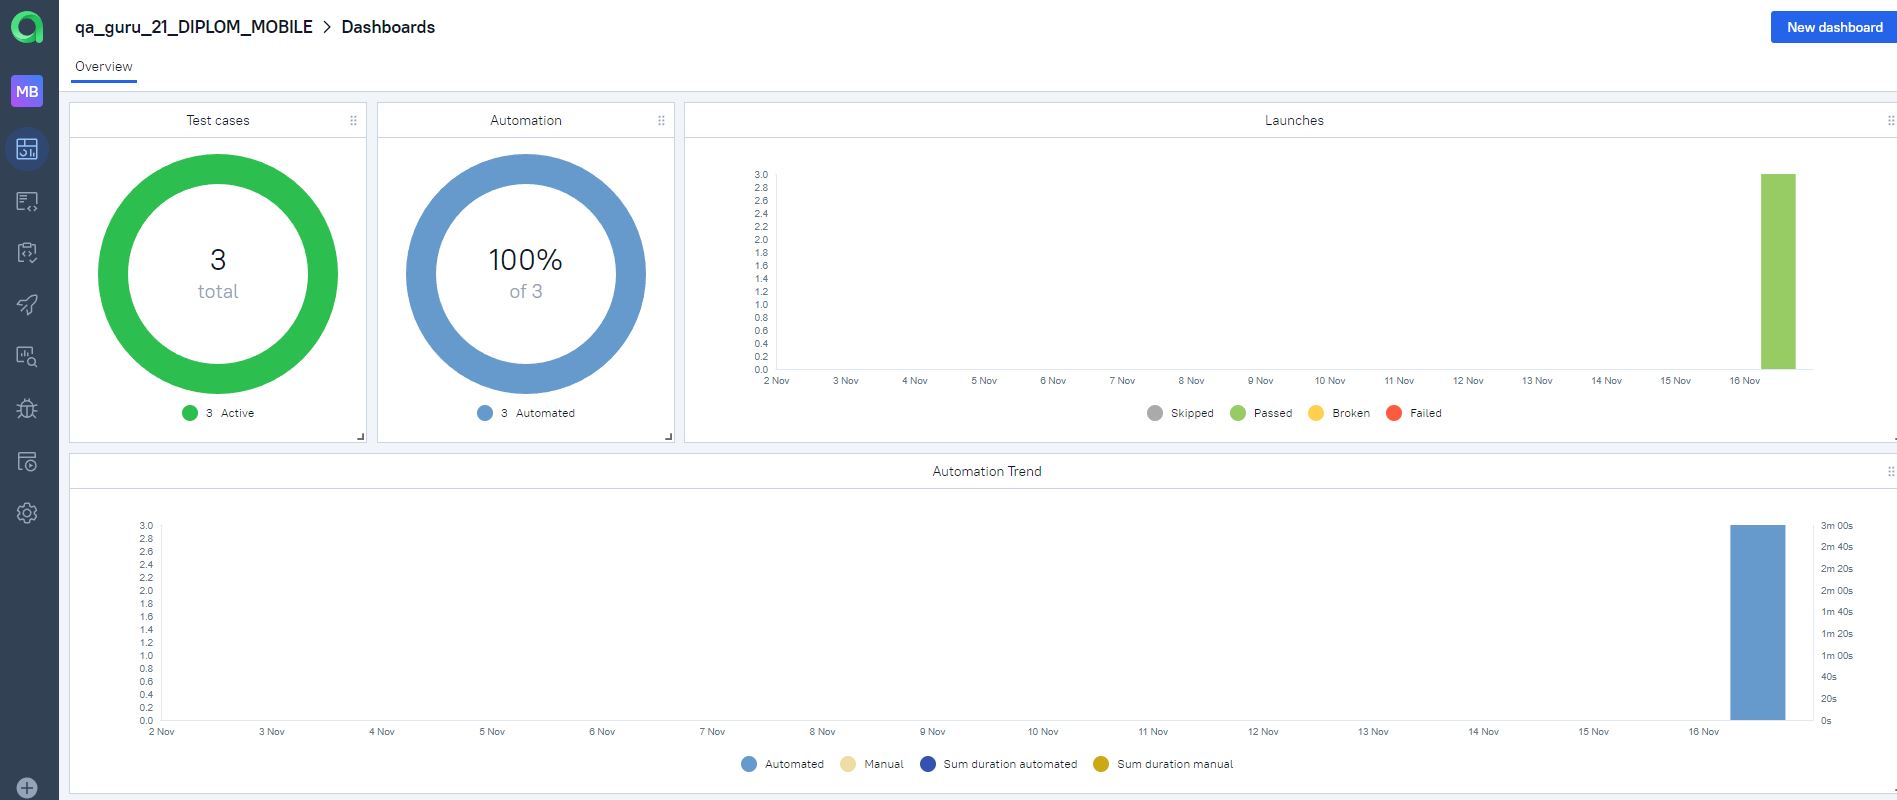 qa_guru_21_DIPLOM_MOBILE > Dashboards
New dashboard
Overview
MB
Test cases
3
total
3 Active
Automation
100%
of 3
3 Automated
Launches
3.0
2.8
2.6
2.4
2.2
2.0
1.8
1.6
1.4
1.2
1.0
0.8
0.6
0.4
0.2
0.0
2 Nov 3 Nov 4 Nov 5 Nov 6 Nov 7 Nov 8 Nov 9 Nov 10 Nov 11 Nov 12 Nov 13 Nov 14 Nov 15 Nov 16 Nov
Skipped Passed Broken Failed
Automation Trend
3.0
2.8
2.6
2.4
2.2
2.0
1.8
1.6
1.4
1.2
1.0
0.8
0.6
0.4
0.2
0.0
3m 00s
2m 40s
2m 20s
2m 00s
1m 40s
1m 20s
1m 00s
40s
20s
0s
2 Nov 3 Nov 4 Nov 5 Nov 6 Nov 7 Nov 8 Nov 9 Nov 10 Nov 11 Nov 12 Nov 13 Nov 14 Nov 15 Nov 16 Nov
Automated Manual Sum duration automated Sum duration manual